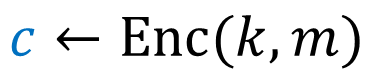 c ← Enc(k, m)